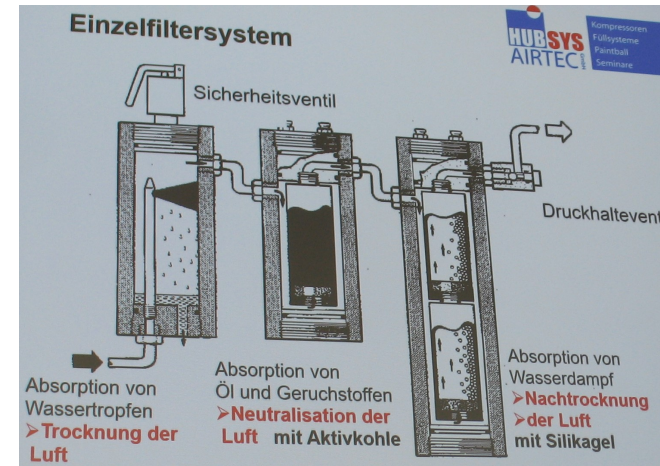 Einzelfiltersystem
HUBSYS
AIRTEC
Kompressoren
Füllsysteme
Paintball
Seminare
Sicherheitsventil
Druckhalteventi
Absorption von
Wassertropfen
➢Trocknung der
Luft
Absorption von
Öl und Geruchstoffen
➢Neutralisation der
Luft mit Aktivkohle
Absorption von
Wasserdampf
➢Nachtrocknung
➢der Luft
mit Silikagel